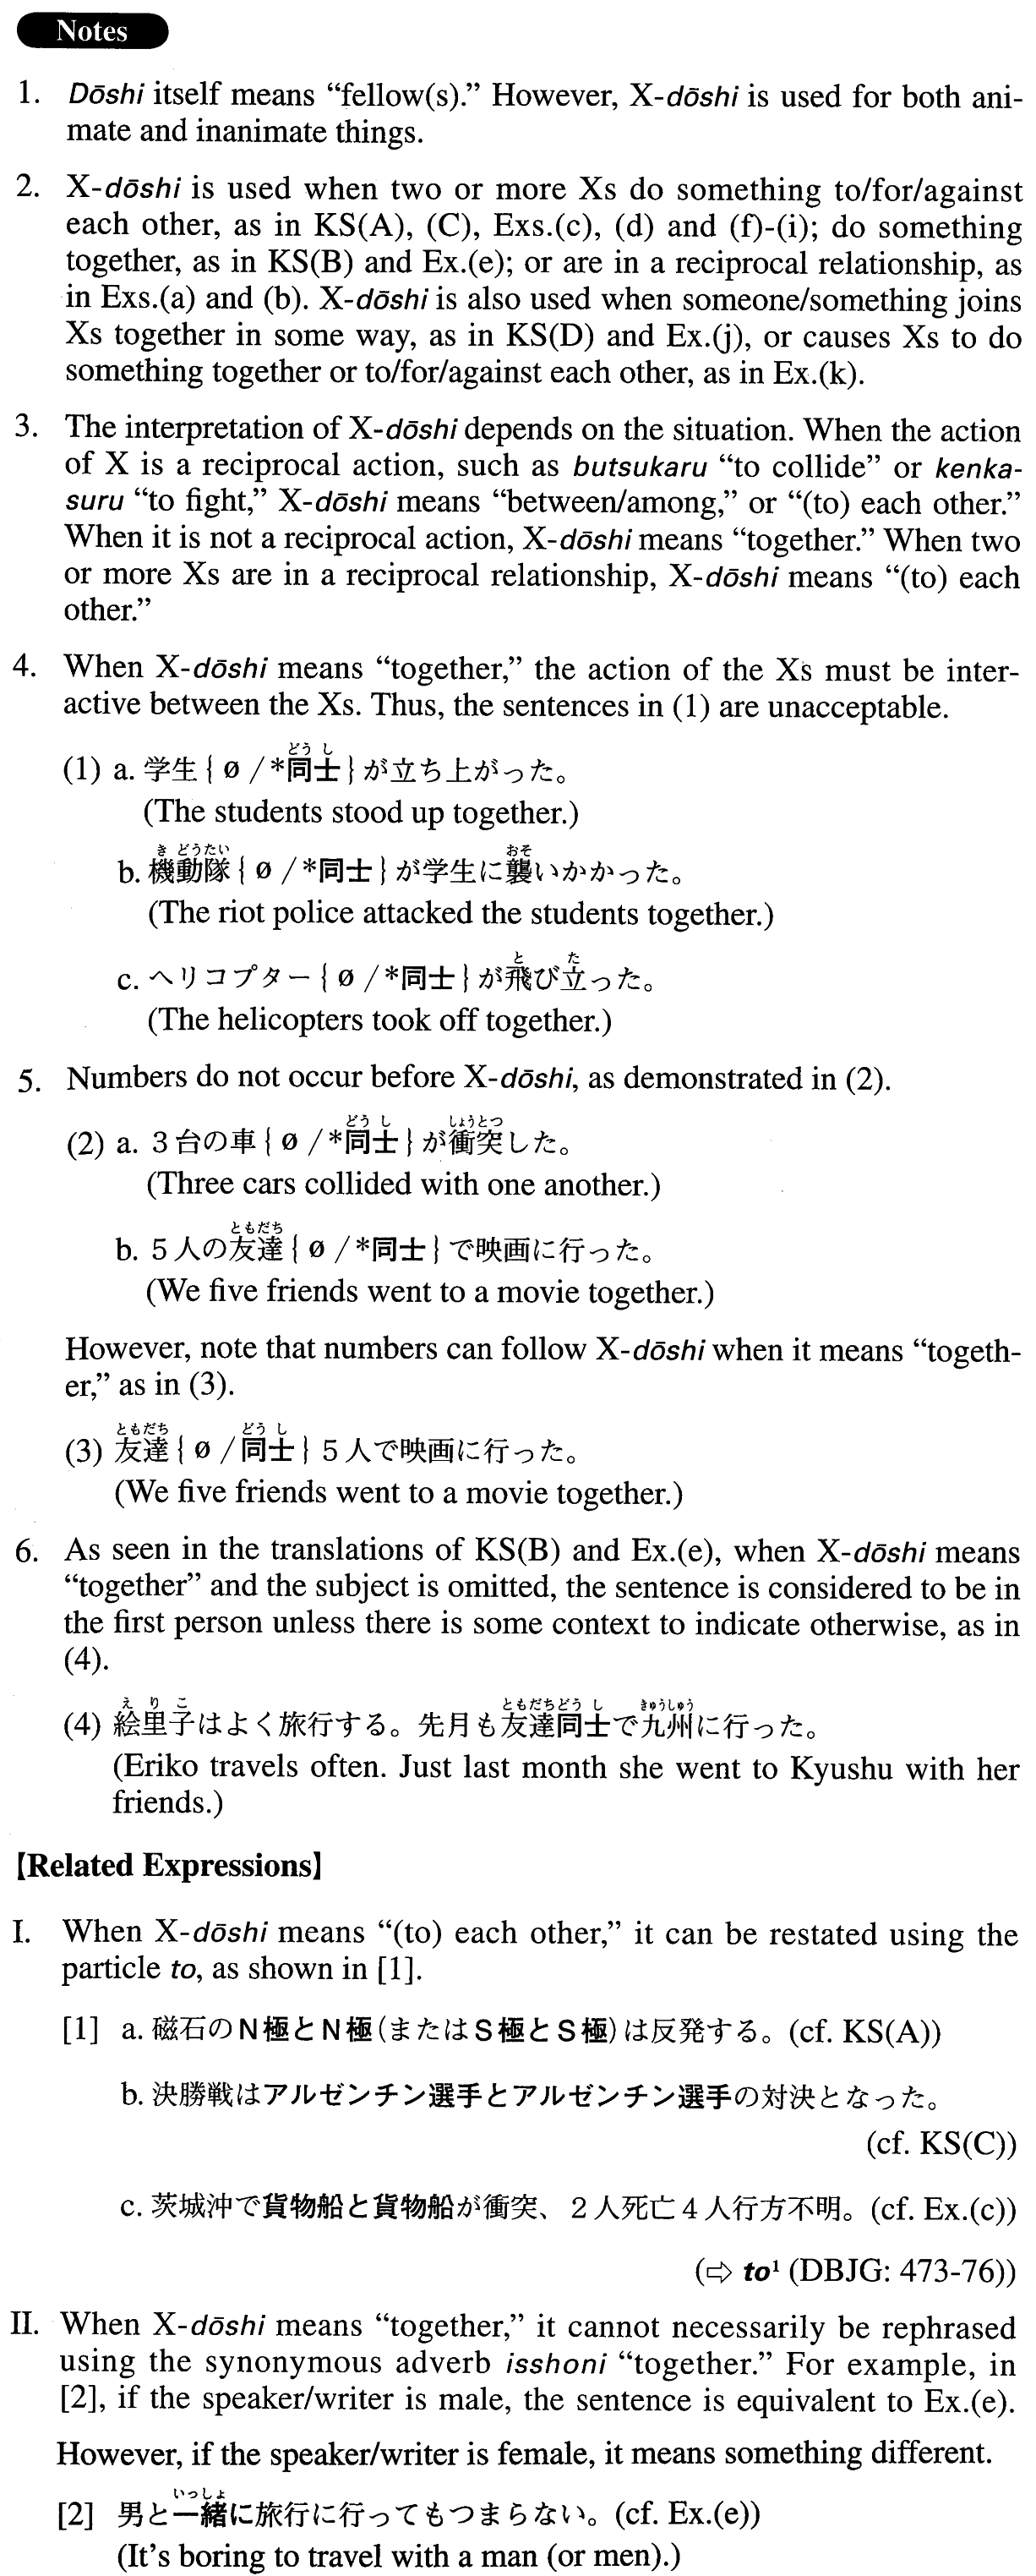 Notes
1. Dōshi itself means “fellow(s).” However, X-dōshi is used for both ani-
mate and inanimate things.
2. X-dōshi is used when two or more Xs do something to/for/against
each other, as in KS(A), (C), Exs.(c), (d) and (f)-(i); do something
together, as in KS(B) and Ex.(e); or are in a reciprocal relationship, as
in Exs.(a) and (b). X-dōshi is also used when someone/something joins
Xs together in some way, as in KS(D) and Ex.(j), or causes Xs to do
something together or to/for/against each other, as in Ex.(k).
3. The interpretation of X-dōshi depends on the situation. When the action
of X is a reciprocal action, such as butsukaru “to collide” or kenka-
suru “to fight,” X-dōshi means “between/among,” or “(to) each other.”
When it is not a reciprocal action, X-dōshi means “together.” When two
or more Xs are in a reciprocal relationship, X-dōshi means “(to) each
other.”
4. When X-dōshi means “together,” the action of the Xs must be inter-
active between the Xs. Thus, the sentences in (1) are unacceptable.
どうし
(1) a. 学生{ø/*同士}が立ち上がった。
(The students stood up together.)
きどうたい おそ
b. 機動隊{ø/*同士}が学生に襲いかかった。
(The riot police attacked the students together.)
と た
c. ヘリコプター{ø/*同士}が飛び立った。
(The helicopters took off together.)
5. Numbers do not occur before X-dōshi, as demonstrated in (2).
どうし しょうとつ
(2) a. 3台の車{ø/*同士}が衝突した。
(Three cars collided with one another.)
ともだち
b. 5人の友達{ø/*同士}で映画に行った。
(We five friends went to a movie together.)
However, note that numbers can follow X-dōshi when it means “togeth-
er,” as in (3).
ともだち どうし
(3) 友達{ø/同士}5人で映画に行った。
(We five friends went to a movie together.)
6. As seen in the translations of KS(B) and Ex.(e), when X-dōshi means
“together” and the subject is omitted, the sentence is considered to be in
the first person unless there is some context to indicate otherwise, as in
(4).
えりこ ともだちどうし きゅうしゅう
(4) 絵里子はよく旅行する。先月も友達同士で九州に行った。
(Eriko travels often. Just last month she went to Kyushu with her
friends.)
【Related Expressions】
I. When X-dōshi means “(to) each other,” it can be restated using the
particle to, as shown in [1].
[1] a. 磁石のN極とN極(またはS極とS極)は反発する。(cf. KS(A))
b. 決勝戦はアルゼンチン選手とアルゼンチン選手の対決となった。
(cf. KS(C))
c. 茨城沖で貨物船と貨物船が衝突、2人死亡4人行方不明。(cf. Ex.(c))
(⇨ to¹ (DBJG: 473-76))
II. When X-dōshi means “together,” it cannot necessarily be rephrased
using the synonymous adverb isshoni “together.” For example, in
[2], if the speaker/writer is male, the sentence is equivalent to Ex.(e).
However, if the speaker/writer is female, it means something different.
いっしょ
[2] 男と一緒に旅行に行ってもつまらない。(cf. Ex.(e))
(It’s boring to travel with a man (or men).)